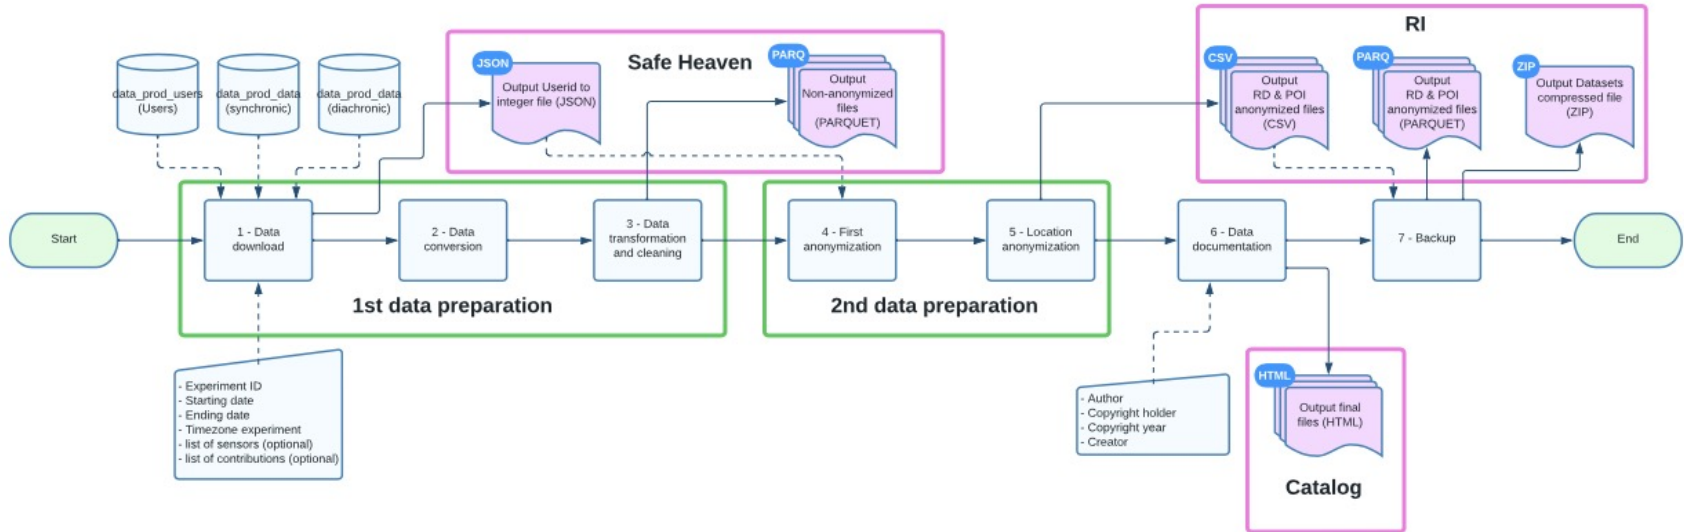 RI
Safe Heaven
JSON
PARQ
CSV
PARQ
ZIP
data_prod_users
(Users)
data_prod_data
(synchronic)
data_prod_data
(diachronic)
Output Userid to
integer file (JSON)
Output
Non-anonymized
files
(PARQUET)
Output
RD & POI
anonymized files
(CSV)
Output
RD & POI
anonymized files
(PARQUET)
Output Datasets
compressed file
(ZIP)
Start
1 - Data
download
2 - Data
conversion
3 - Data
transformation
and cleaning
4 - First
anonymization
5 - Location
anonymization
6 - Data
documentation
7 - Backup
End
1st data preparation
2nd data preparation
- Experiment ID
- Starting date
- Ending date
- Timezone experiment
- list of sensors (optional)
- list of contributions (optional)
- Author
- Copyright holder
- Copyright year
- Creator
HTML
Output final
files (HTML)
Catalog